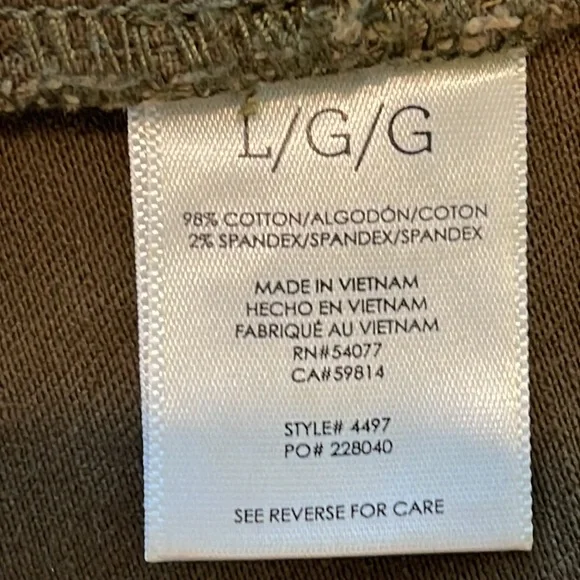 L/G/G
98% COTTON/ALGODÓN/COTON
2% SPANDEX/SPANDEX/SPANDEX
MADE IN VIETNAM
HECHO EN VIETNAM
FABRIQUÉ AU VIETNAM
RN#54077
CA#59814
STYLE# 4497
PO# 228040
SEE REVERSE FOR CARE